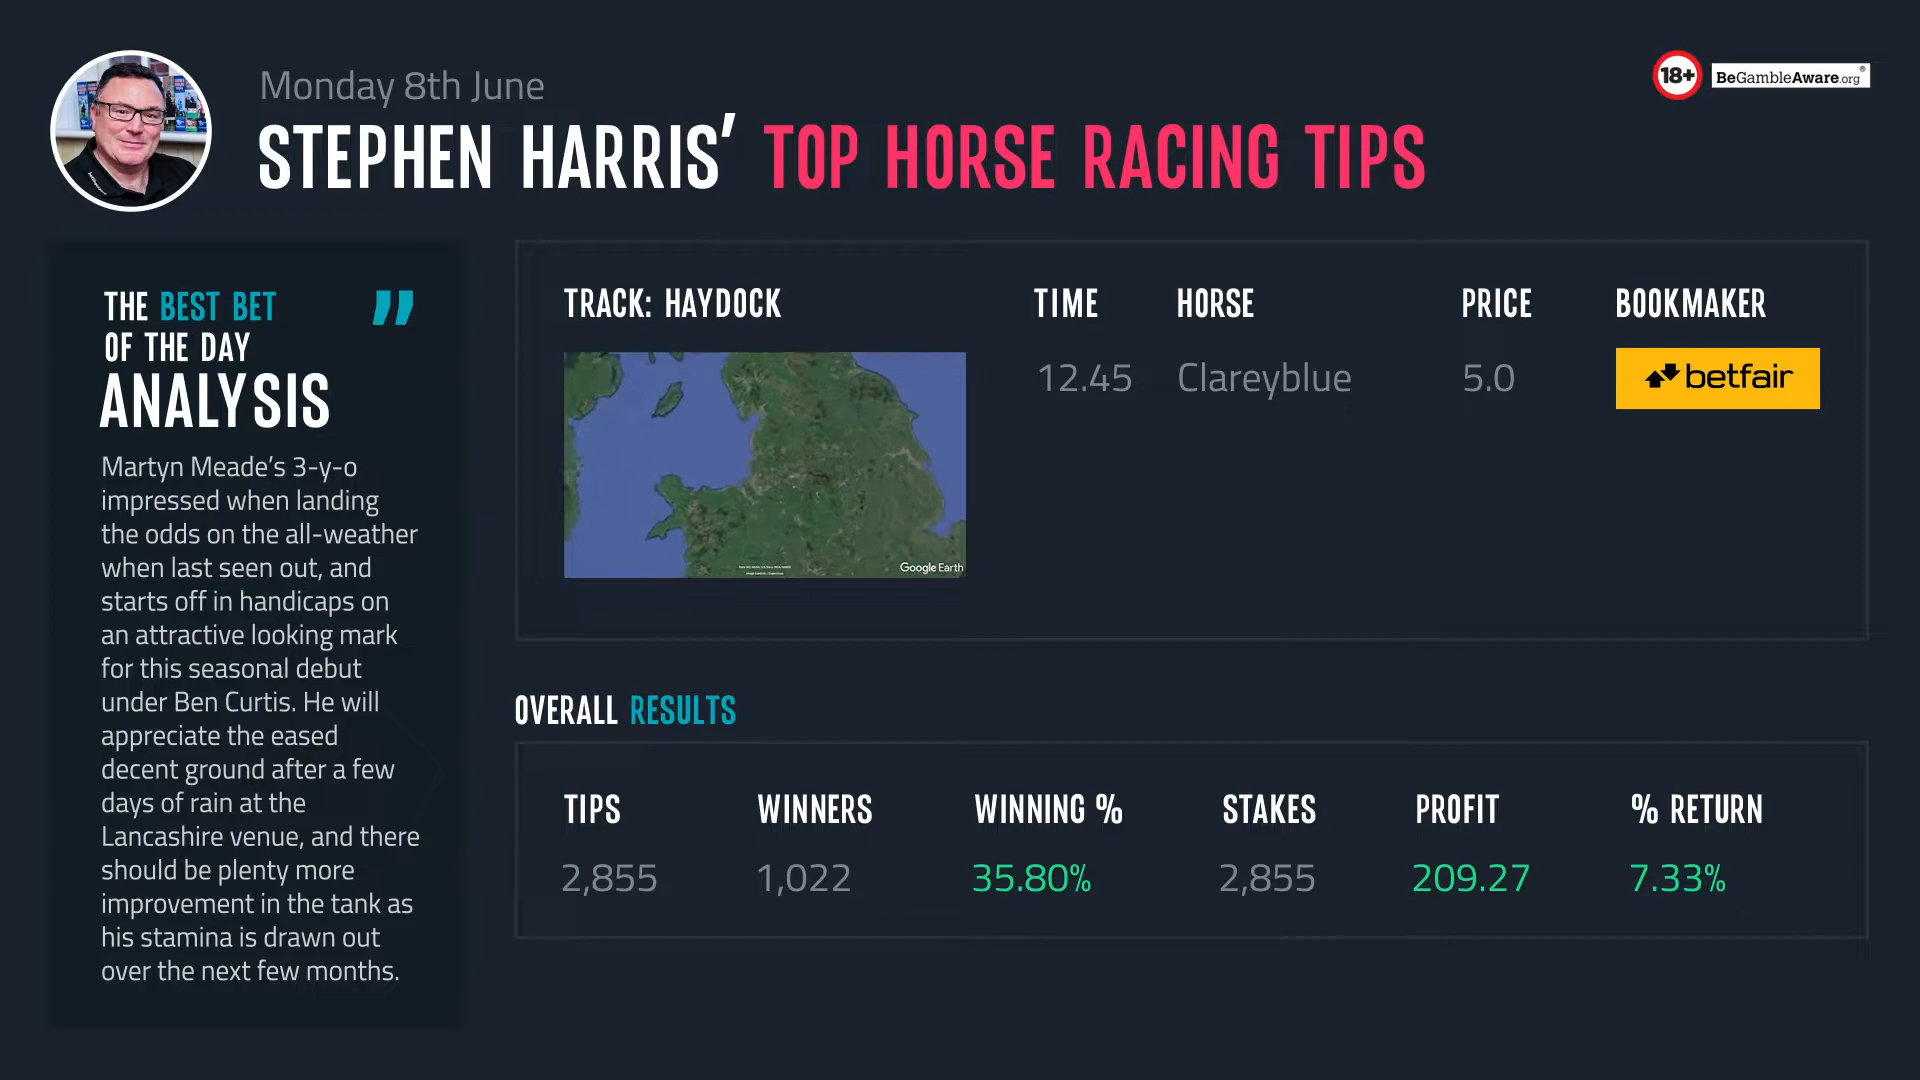 Monday 8th June
STEPHEN HARRIS’ TOP HORSE RACING TIPS
18+ BeGambleAware.org®
THE BEST BET
OF THE DAY
ANALYSIS
Martyn Meade’s 3-y-o
impressed when landing
the odds on the all-weather
when last seen out, and
starts off in handicaps on
an attractive looking mark
for this seasonal debut
under Ben Curtis. He will
appreciate the eased
decent ground after a few
days of rain at the
Lancashire venue, and there
should be plenty more
improvement in the tank as
his stamina is drawn out
over the next few months.
TRACK: HAYDOCK TIME HORSE PRICE BOOKMAKER
12.45 Clareyblue 5.0 betfair
Google Earth
OVERALL RESULTS
TIPS WINNERS WINNING % STAKES PROFIT % RETURN
2,855 1,022 35.80% 2,855 209.27 7.33%